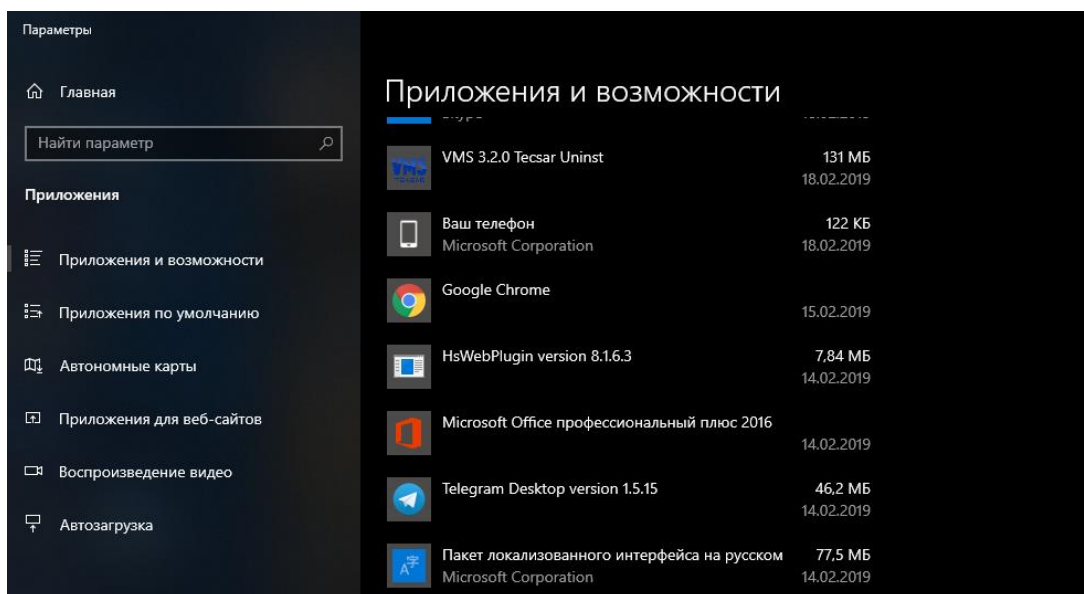 Параметры
Главная
Найти параметр
Приложения
Приложения и возможности
Приложения по умолчанию
Автономные карты
Приложения для веб-сайтов
Воспроизведение видео
Автозагрузка
Приложения и возможности
VMS 3.2.0 Tecsar Uninst 131 МБ
18.02.2019
Ваш телефон 122 КБ
Microsoft Corporation 18.02.2019
Google Chrome
15.02.2019
HsWebPlugin version 8.1.6.3 7,84 МБ
14.02.2019
Microsoft Office профессиональный плюс 2016
14.02.2019
Telegram Desktop version 1.5.15 46,2 МБ
14.02.2019
Пакет локализованного интерфейса на русском 77,5 МБ
Microsoft Corporation 14.02.2019